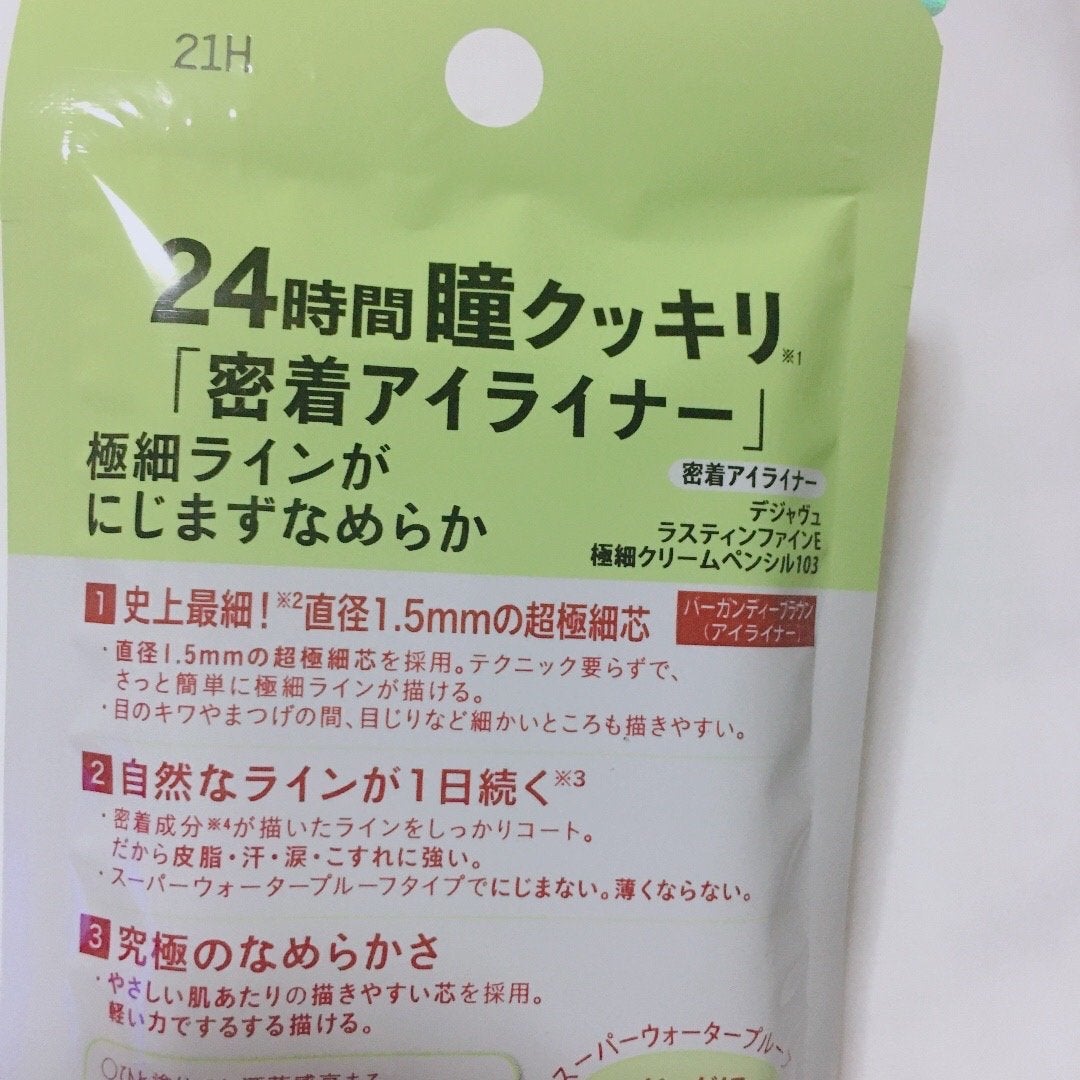 21H
24時間 瞳クッキリ※1
「密着アイライナー」
極細ラインが
にじまずなめらか
密着アイライナー
デジャヴュ
ラスティンファインE
極細クリームペンシル103
バーガンディーブラウン
(アイライナー)
1 史上最細!※2直径1.5mmの超極細芯
・直径1.5mmの超極細芯を採用。テクニック要らずで、
さっと簡単に極細ラインが描ける。
・目のキワやまつげの間、目じりなど細かいところも描きやすい。
2 自然なラインが1日続く※3
・密着成分※4が描いたラインをしっかりコート。
だから皮脂・汗・涙・こすれに強い。
・スーパーウォータープルーフタイプでにじまない。薄くならない。
3 究極のなめらかさ
・やさしい肌あたりの描きやすい芯を採用。
軽い力でするする描ける。
スーパーウォータープルーフ